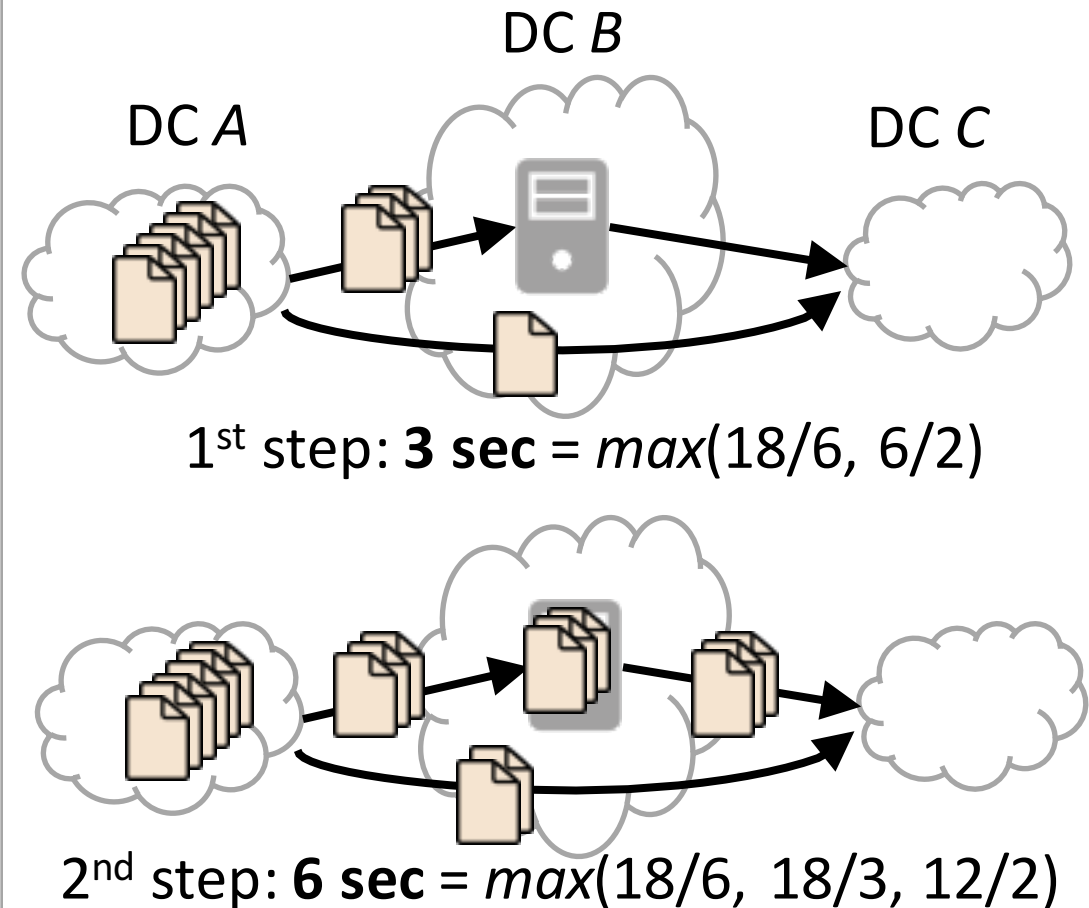 DC B
DC A
DC C
1st step: 3 sec = max(18/6, 6/2)
2nd step: 6 sec = max(18/6, 18/3, 12/2)